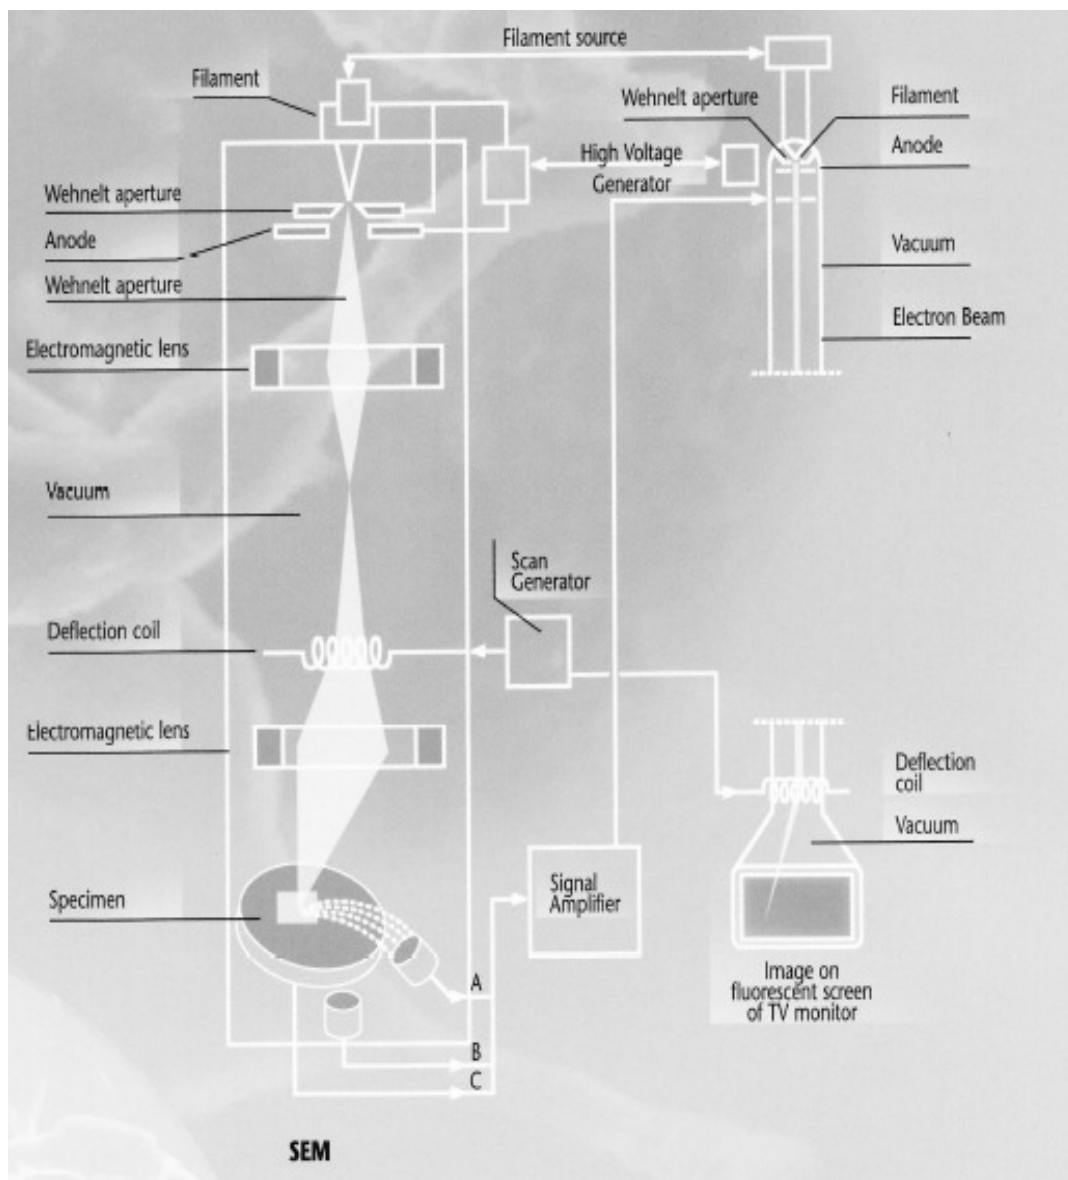 Filament source
Filament
Wehnelt aperture
Filament
Anode
High Voltage
Generator
Wehnelt aperture
Anode
Wehnelt aperture
Vacuum
Electron Beam
Electromagnetic lens
Vacuum
Scan
Generator
Deflection coil
Electromagnetic lens
Deflection
coil
Vacuum
Specimen
Signal
Amplifier
Image on
fluorescent screen
of TV monitor
A
B
C
SEM